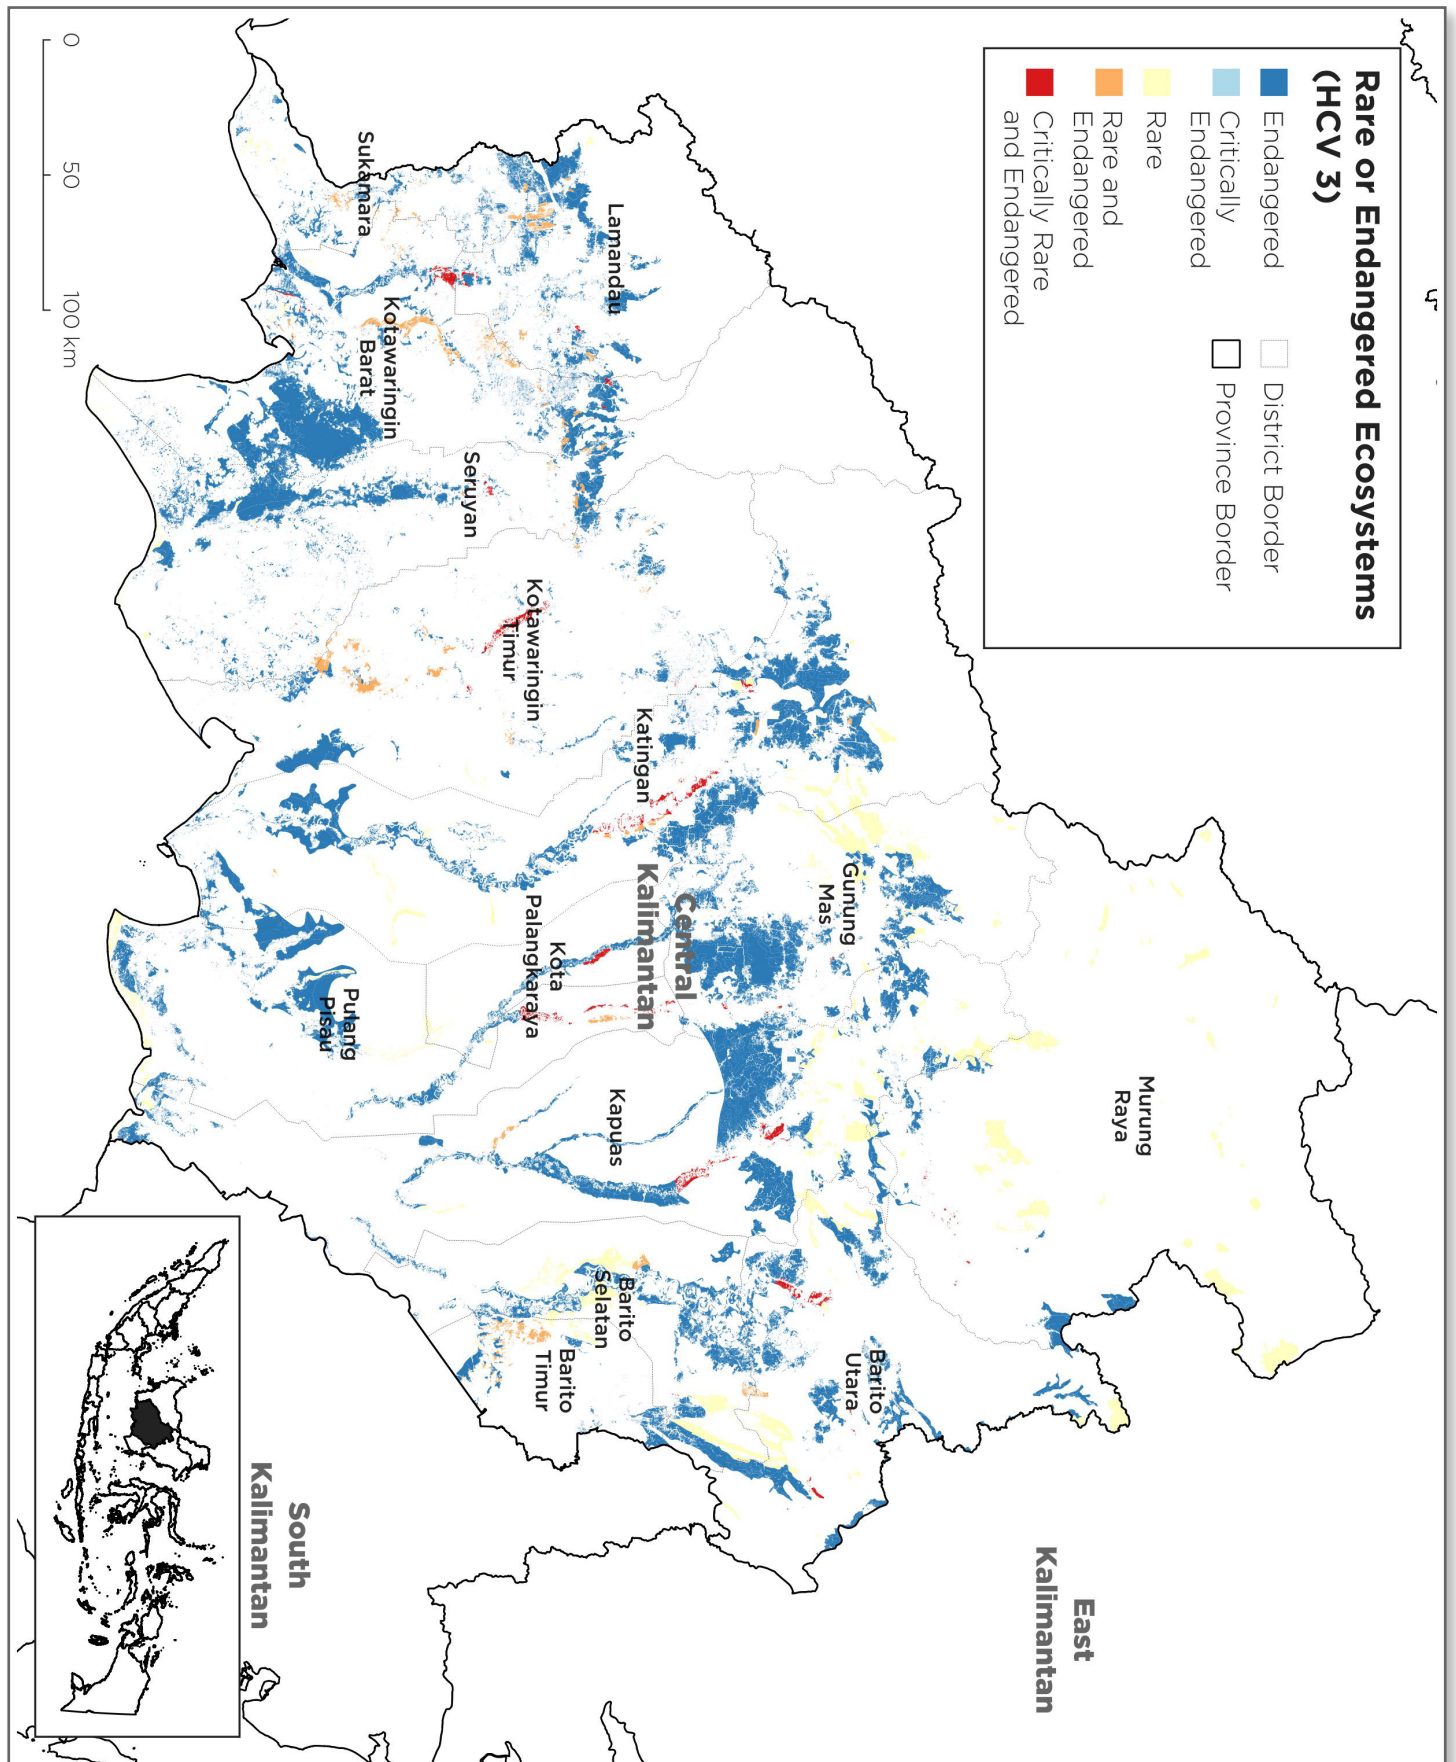 Rare or Endangered Ecosystems
(HCV 3)
Endangered
Critically
Endangered
Rare
Rare and
Endangered
Critically Rare
and Endangered
District Border
Province Border
Murung
Raya
East
Kalimantan
Gunung
Mas
Barito
Utara
Central
Kalimantan
Lamandau
Katingan
Kapuas
Barito
Selatan
Barito
Timur
Kotawaringin
Timur
Kota
Palangkaraya
Seruyan
Sukamara
Kotawaringin
Barat
Pulang
Pisau
South
Kalimantan
0
50
100 km